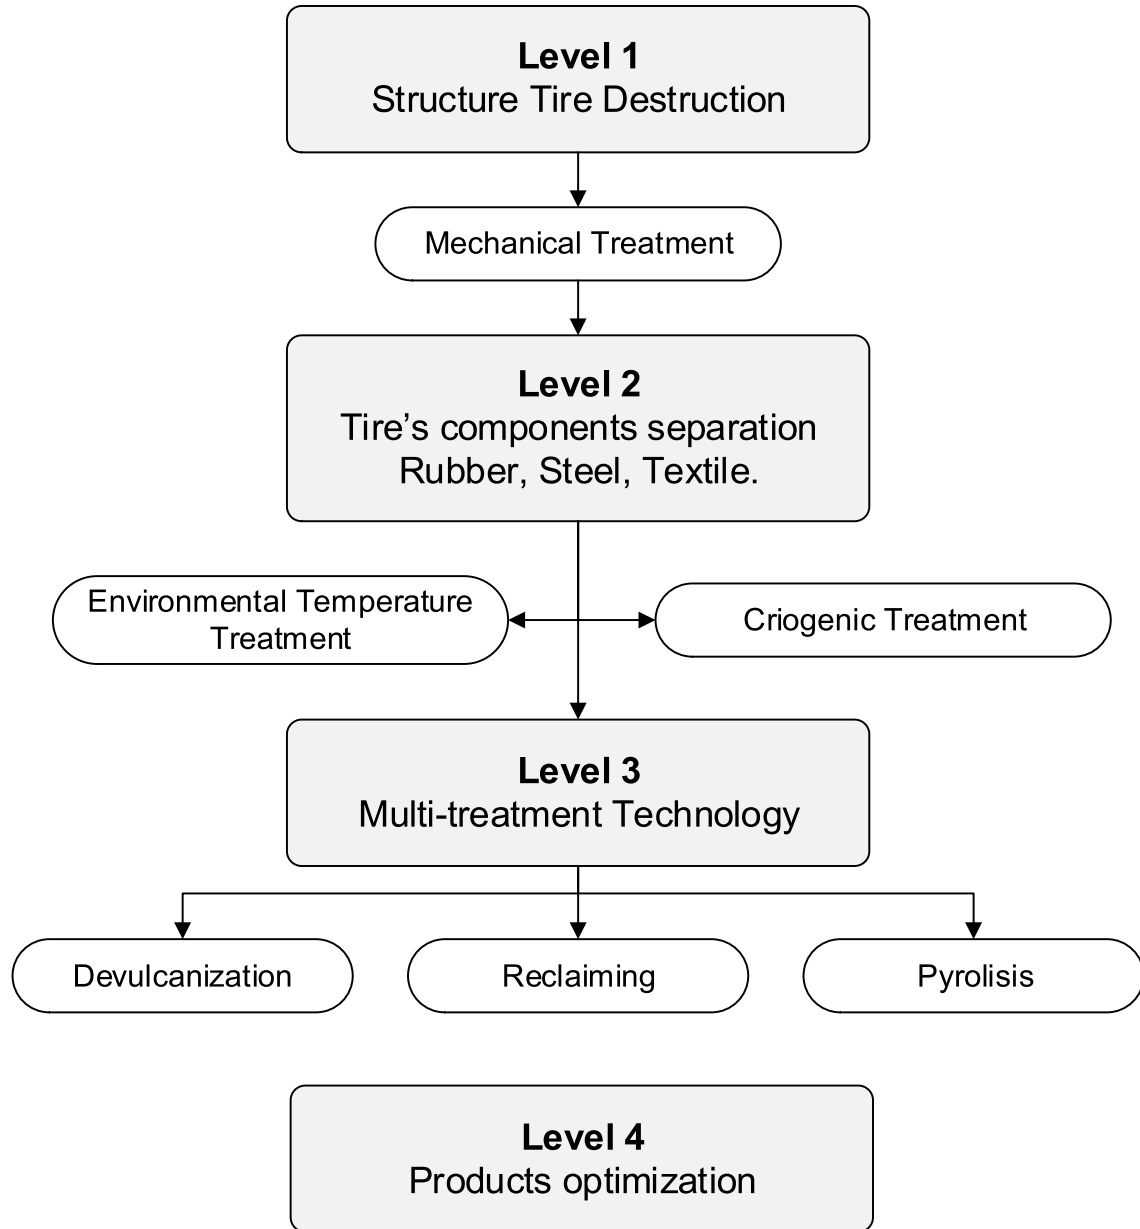 Level 1
Structure Tire Destruction
Mechanical Treatment
Level 2
Tire’s components separation
Rubber, Steel, Textile.
Environmental Temperature
Treatment
Criogenic Treatment
Level 3
Multi-treatment Technology
Devulcanization
Reclaiming
Pyrolisis
Level 4
Products optimization